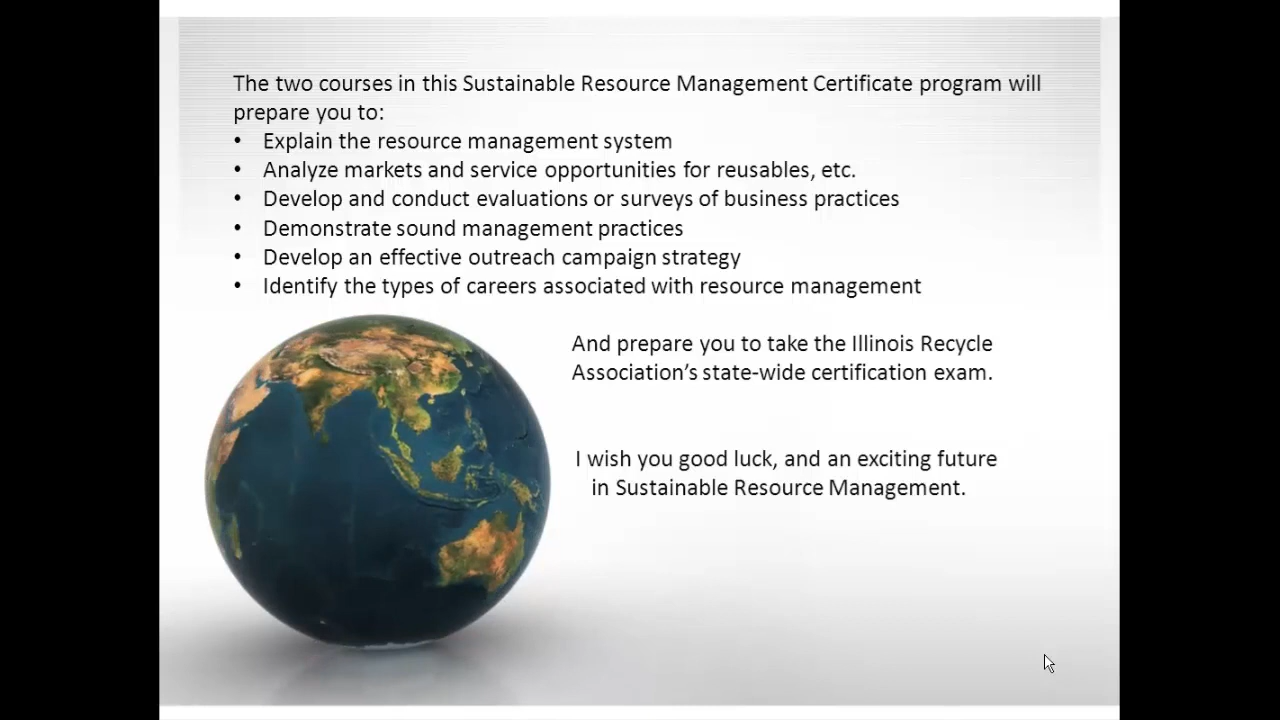 The two courses in this Sustainable Resource Management Certificate program will
prepare you to:
• Explain the resource management system
• Analyze markets and service opportunities for reusables, etc.
• Develop and conduct evaluations or surveys of business practices
• Demonstrate sound management practices
• Develop an effective outreach campaign strategy
• Identify the types of careers associated with resource management
And prepare you to take the Illinois Recycle
Association’s state-wide certification exam.
I wish you good luck, and an exciting future
in Sustainable Resource Management.